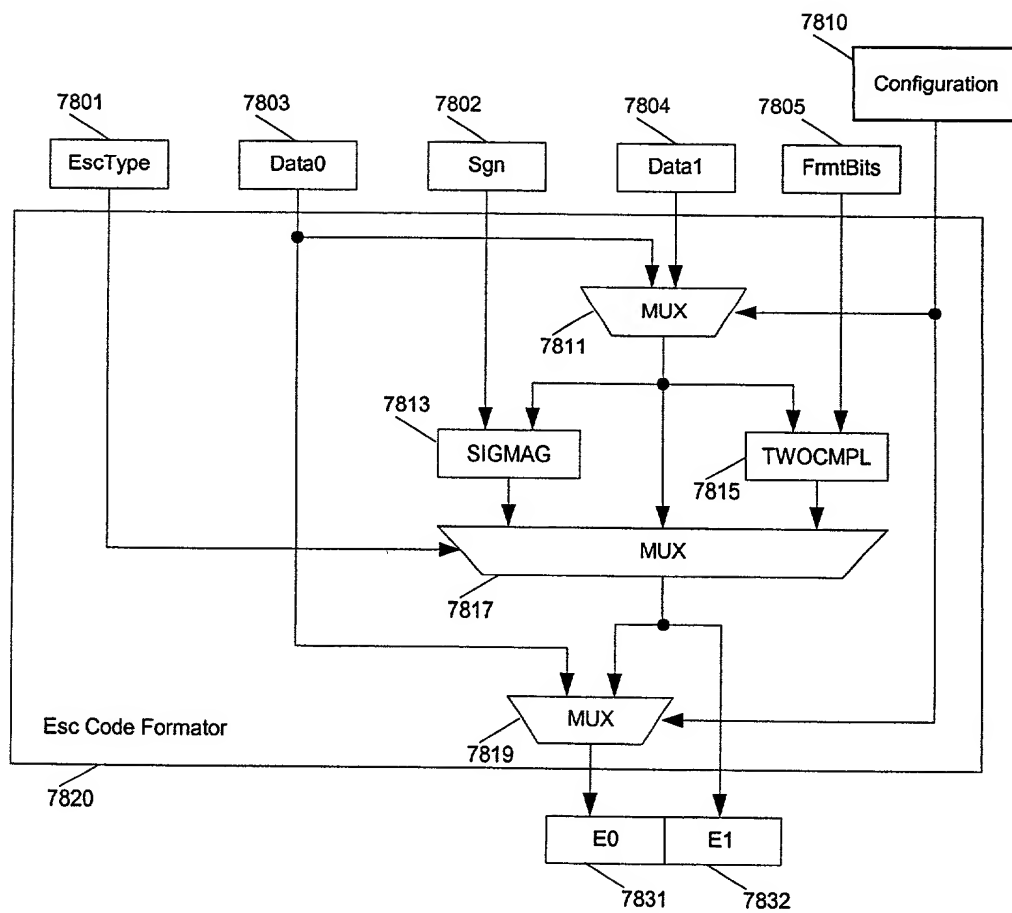 7810
Configuration
7801
7803
7802
7804
7805
EscType
Data0
Sgn
Data1
FrmtBits
MUX
7811
7813
SIGMAG
TWOCMPL
7815
MUX
7817
MUX
Esc Code Formator
7819
7820
E0
E1
7831
7832